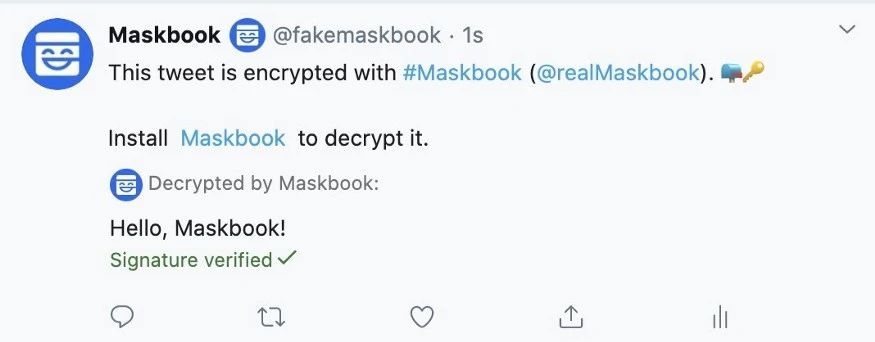 Maskbook @fakemaskbook · 1s
This tweet is encrypted with #Maskbook (@realMaskbook). 📪🔑
Install Maskbook to decrypt it.
Decrypted by Maskbook:
Hello, Maskbook!
Signature verified ✓